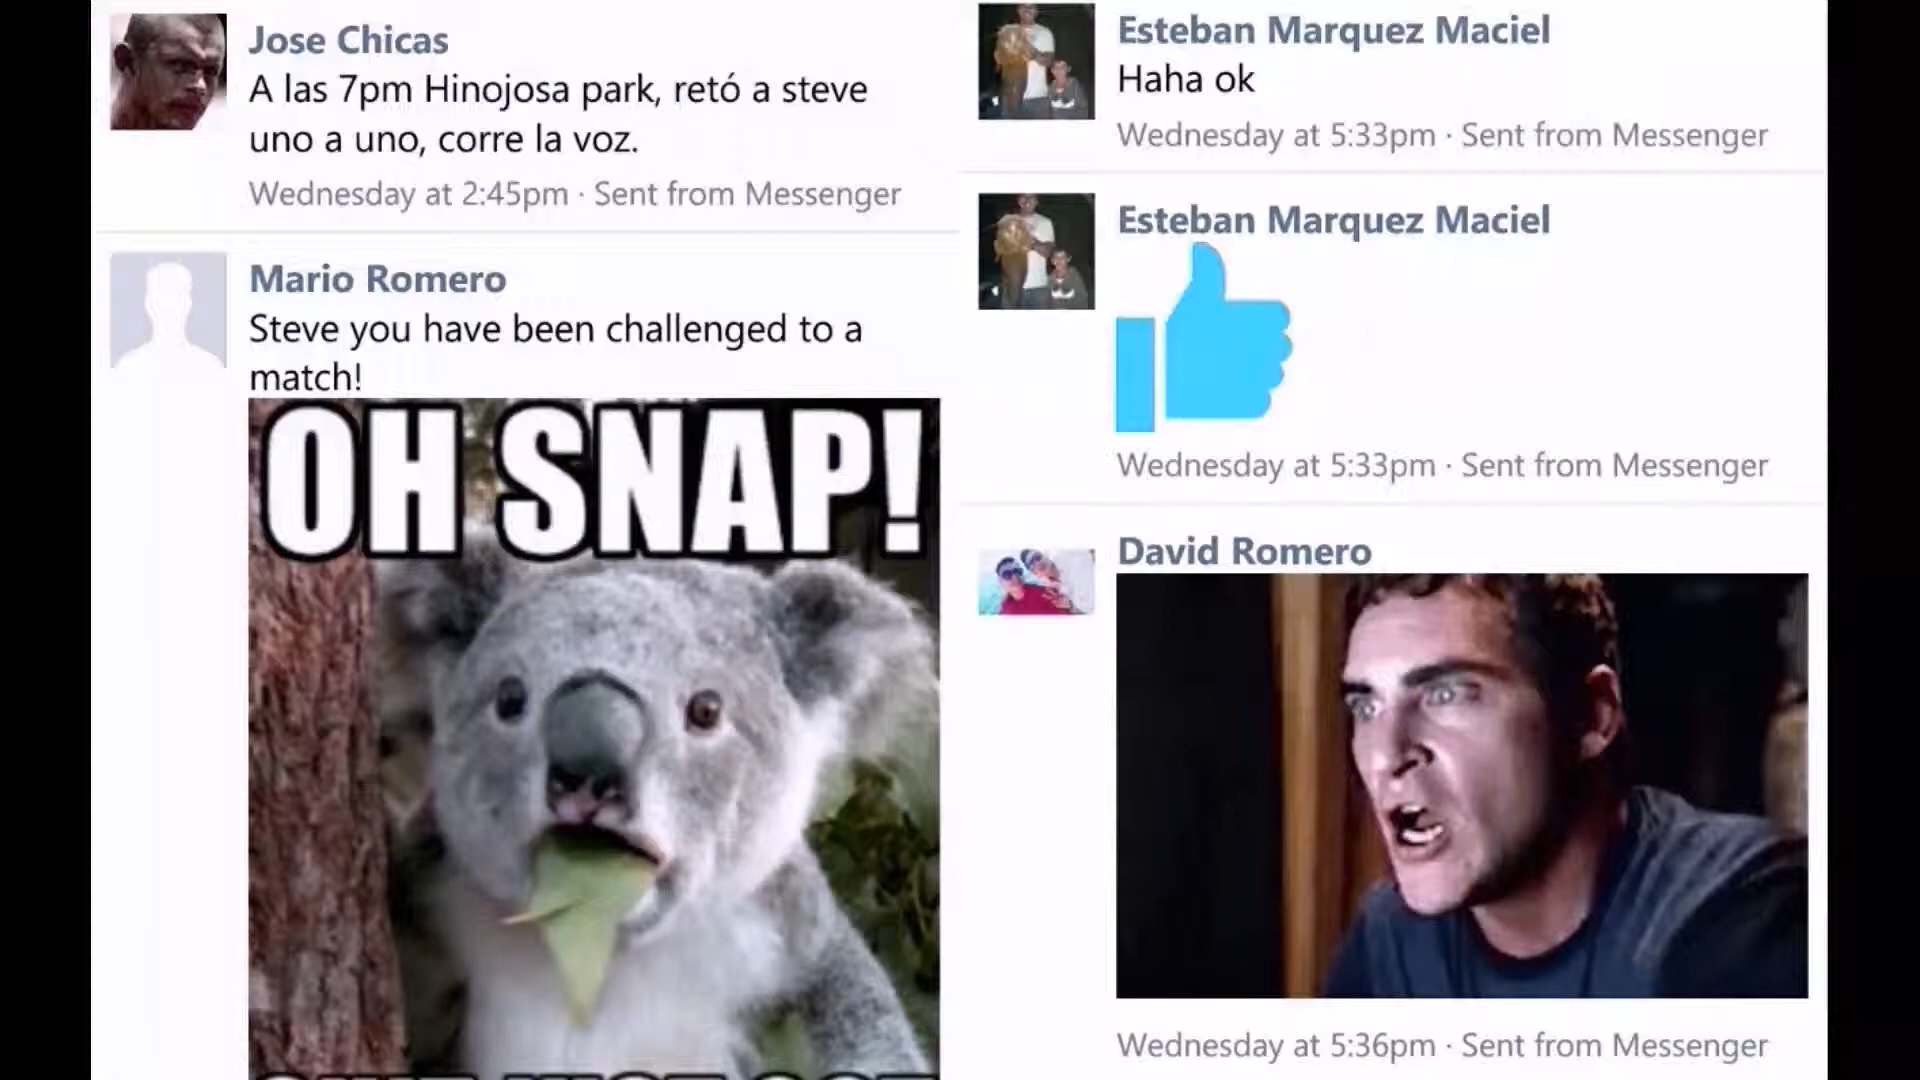 Jose Chicas
A las 7pm Hinojosa park, retó a steve
uno a uno, corre la voz.
Wednesday at 2:45pm · Sent from Messenger
Mario Romero
Steve you have been challenged to a
match!
OH SNAP!
Esteban Marquez Maciel
Haha ok
Wednesday at 5:33pm · Sent from Messenger
Esteban Marquez Maciel
Wednesday at 5:33pm · Sent from Messenger
David Romero
Wednesday at 5:36pm · Sent from Messenger